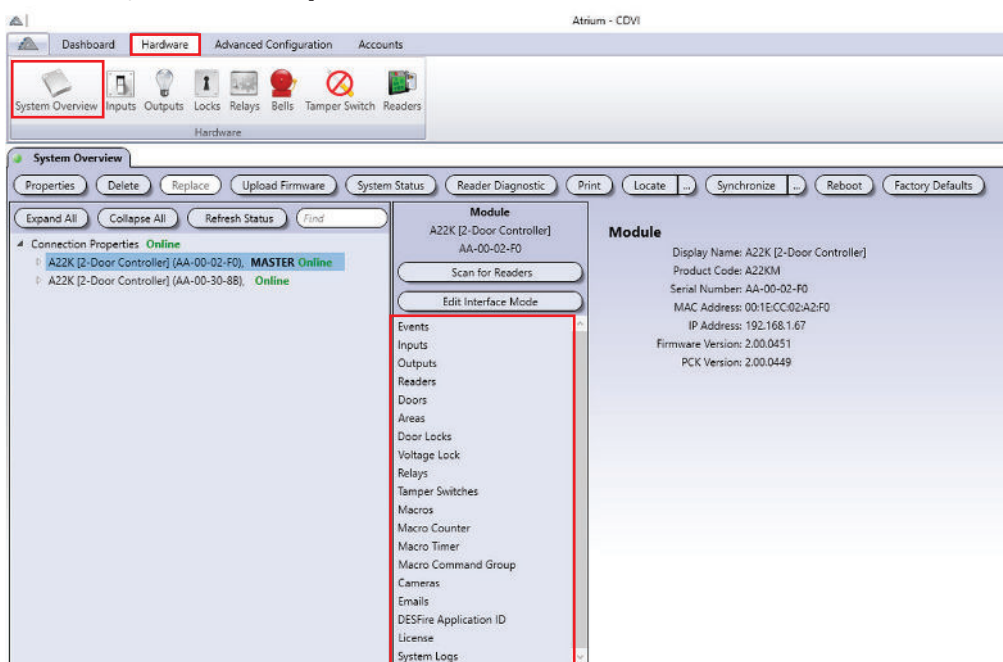 Atrium - CDVI
Dashboard Hardware Advanced Configuration Accounts
System Overview Inputs Outputs Locks Relays Bells Tamper Switch Readers
Hardware
System Overview
Properties Delete Replace Upload Firmware System Status Reader Diagnostic Print Locate ... Synchronize ... Reboot Factory Defaults
Expand All Collapse All Refresh Status Find
Connection Properties Online
A22K [2-Door Controller] (AA-00-02-F0), MASTER Online
A22K [2-Door Controller] (AA-00-30-8B), Online
Module
A22K [2-Door Controller]
AA-00-02-F0
Scan for Readers
Edit Interface Mode
Events
Inputs
Outputs
Readers
Doors
Areas
Door Locks
Voltage Lock
Relays
Tamper Switches
Macros
Macro Counter
Macro Timer
Macro Command Group
Cameras
Emails
DESFire Application ID
License
System Logs
Module
Display Name: A22K [2-Door Controller]
Product Code: A22KM
Serial Number: AA-00-02-F0
MAC Address: 00:1E:CC:02:A2:F0
IP Address: 192.168.1.67
Firmware Version: 2.00.0451
PCK Version: 2.00.0449